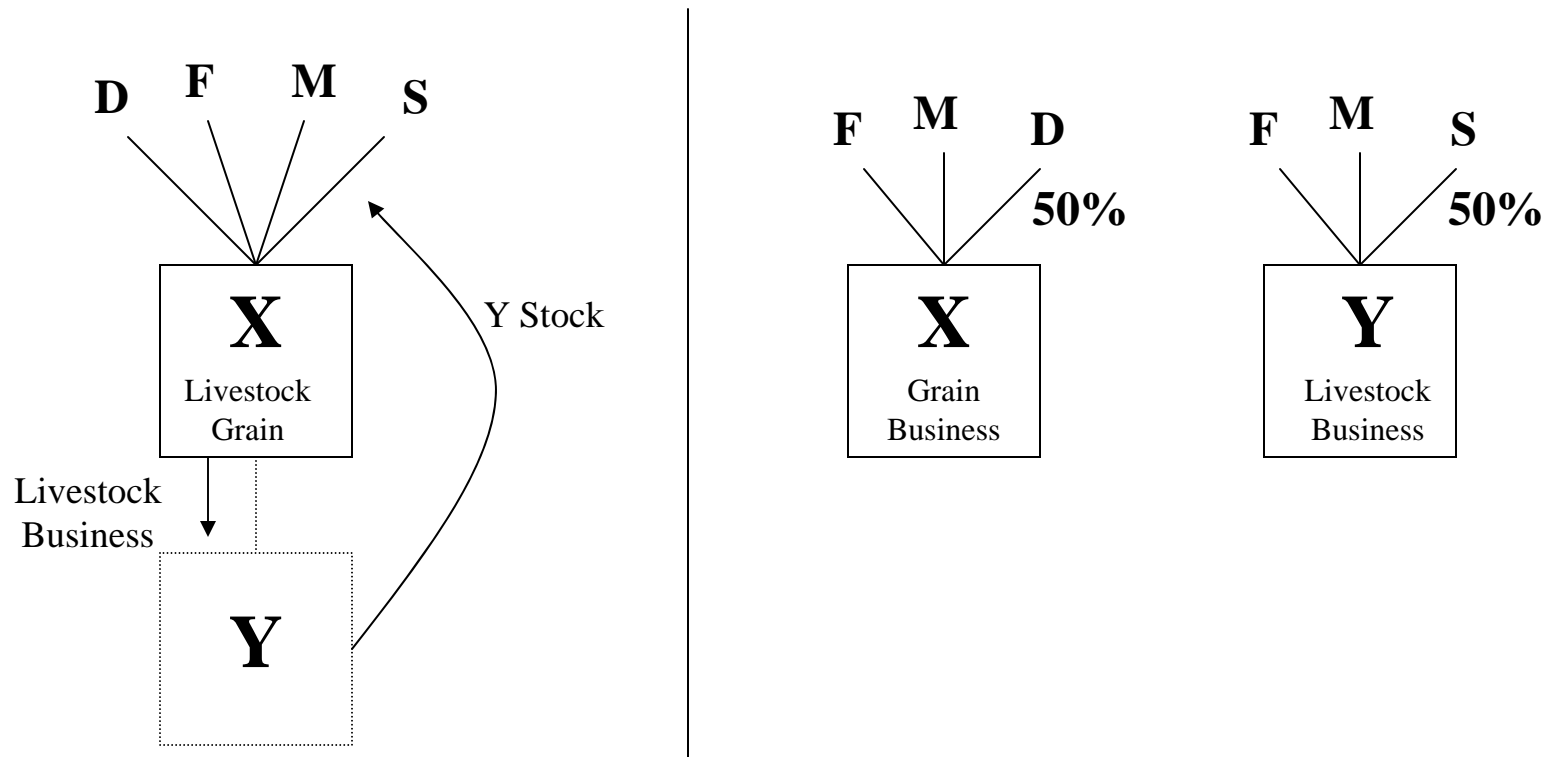 D F M S
X
Livestock
Grain
Y Stock
Livestock
Business
Y
F M D
50%
X
Grain
Business
F M S
50%
Y
Livestock
Business